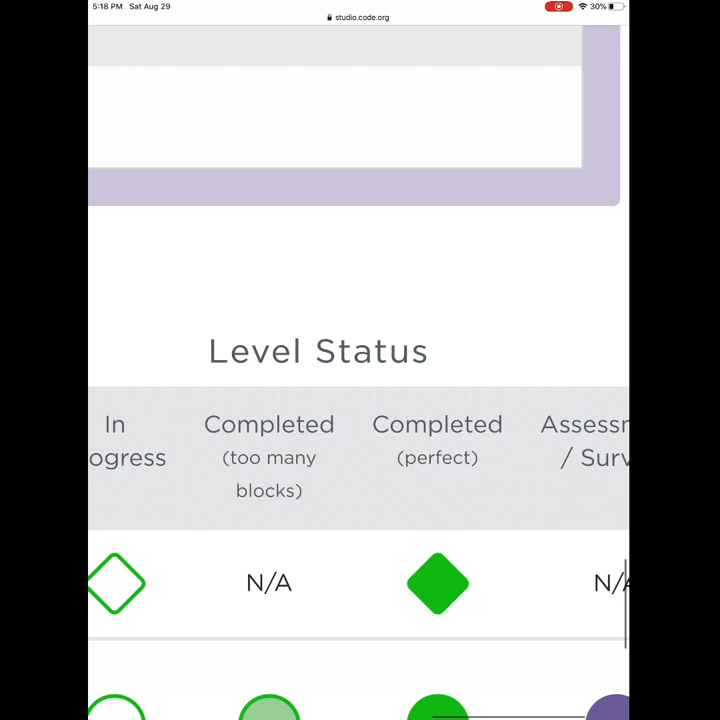 5:18 PM Sat Aug 29
30%
studio.code.org
Level Status
In
ogress
Completed
(too many
blocks)
Completed
(perfect)
Assessm
/ Surv
N/A
N/A